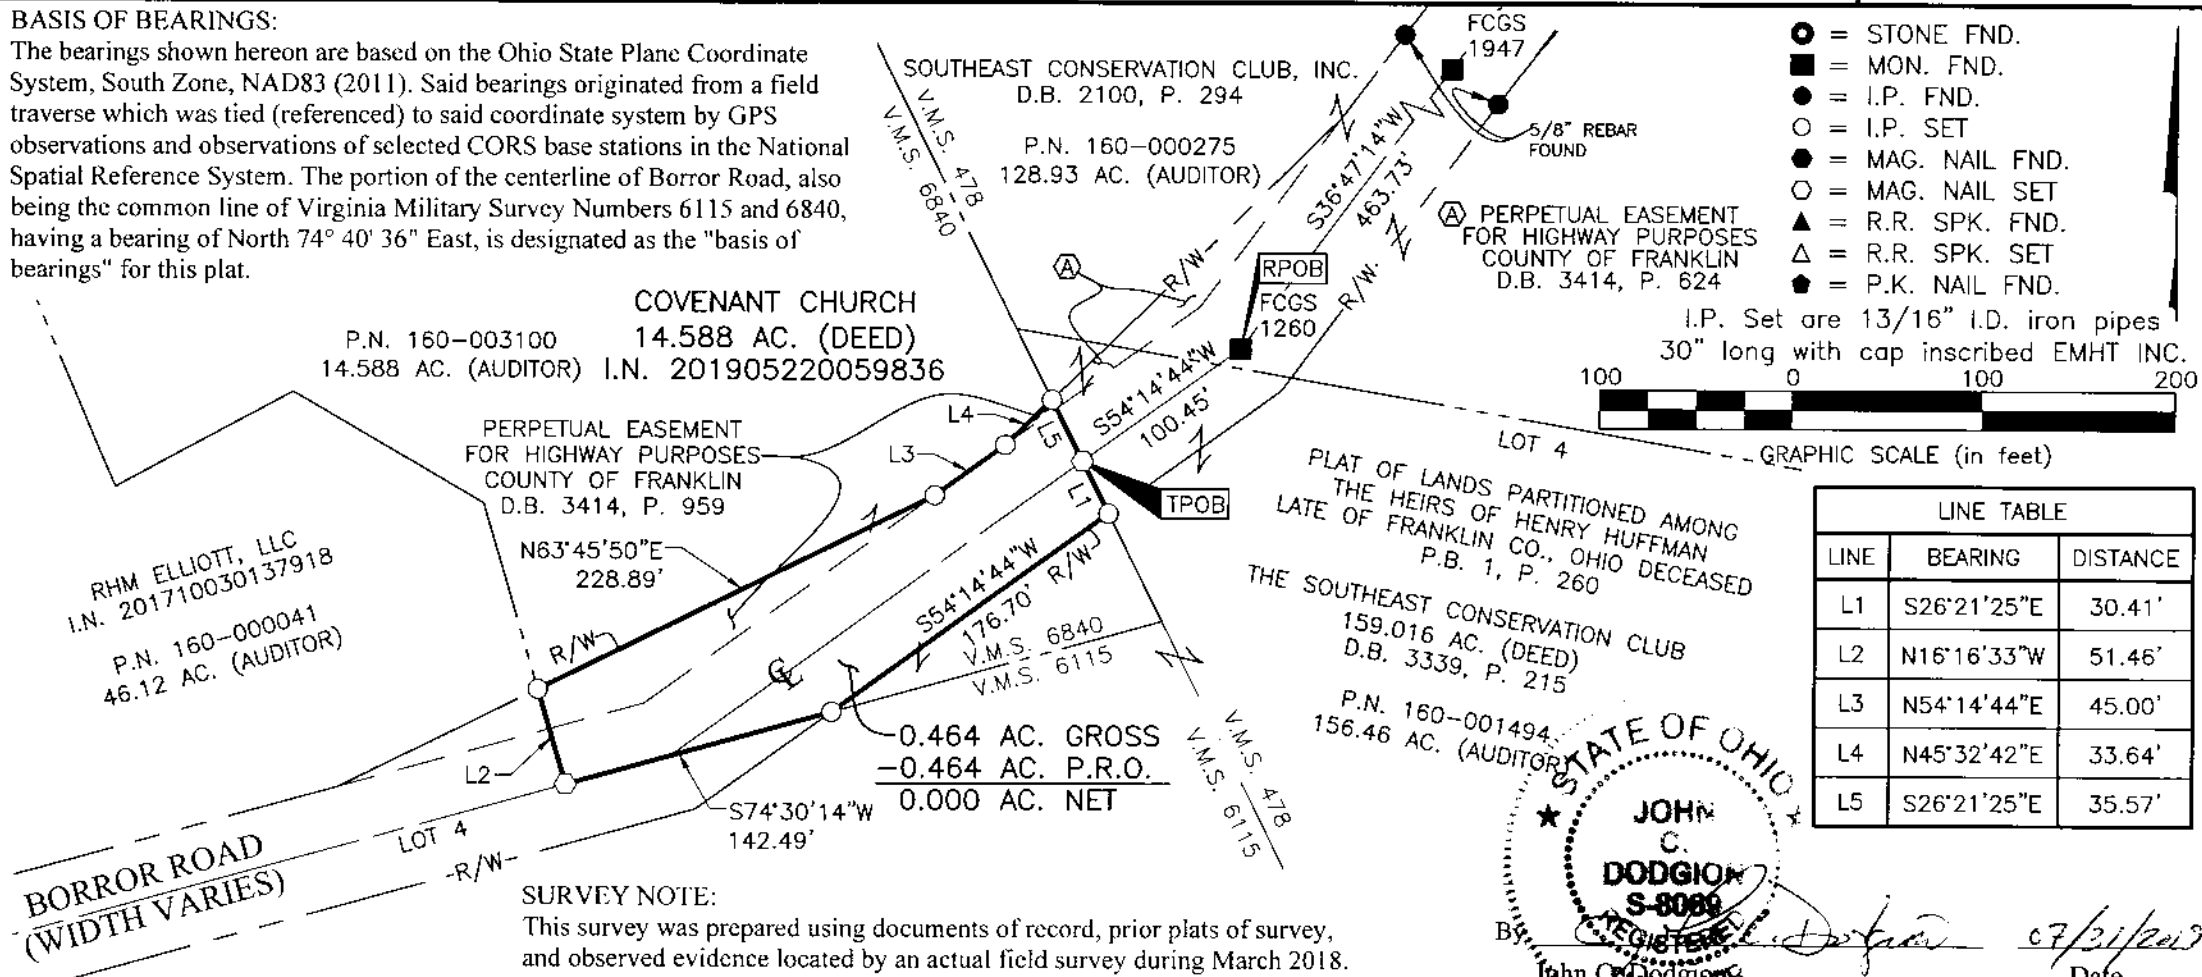 BASIS OF BEARINGS:
The bearings shown hereon are based on the Ohio State Plane Coordinate
System, South Zone, NAD83 (2011). Said bearings originated from a field
traverse which was tied (referenced) to said coordinate system by GPS
observations and observations of selected CORS base stations in the National
Spatial Reference System. The portion of the centerline of Borror Road, also
being the common line of Virginia Military Survey Numbers 6115 and 6840,
having a bearing of North 74° 40' 36" East, is designated as the "basis of
bearings" for this plat.
V.M.S. 478
V.M.S. 6840
SOUTHEAST CONSERVATION CLUB, INC.
D.B. 2100, P. 294
P.N. 160-000275
128.93 AC. (AUDITOR)
FCGS
1947
S36°47'14"W
463.73'
5/8" REBAR
FOUND
= STONE FND.
= MON. FND.
= I.P. FND.
= I.P. SET
= MAG. NAIL FND.
= MAG. NAIL SET
= R.R. SPK. FND.
= R.R. SPK. SET
= P.K. NAIL FND.
I.P. Set are 13/16" I.D. iron pipes
30" long with cap inscribed EMHT INC.
100 0 100 200
GRAPHIC SCALE (in feet)
A PERPETUAL EASEMENT
FOR HIGHWAY PURPOSES
COUNTY OF FRANKLIN
D.B. 3414, P. 624
A
R/W
RPOB
FCGS
1260
R/W
COVENANT CHURCH
14.588 AC. (DEED)
I.N. 201905220059836
P.N. 160-003100
14.588 AC. (AUDITOR)
PERPETUAL EASEMENT
FOR HIGHWAY PURPOSES
COUNTY OF FRANKLIN
D.B. 3414, P. 959
L4
L3
L5
S54°14'44"W
100.45'
L1
TPOB
LOT 4
PLAT OF LANDS PARTITIONED AMONG
THE HEIRS OF HENRY HUFFMAN
LATE OF FRANKLIN CO., OHIO DECEASED
P.B. 1, P. 260
THE SOUTHEAST CONSERVATION CLUB
159.016 AC. (DEED)
D.B. 3339, P. 215
P.N. 160-001494
156.46 AC. (AUDITOR)
LINE TABLE
LINE BEARING DISTANCE
L1 S26°21'25"E 30.41'
L2 N16°16'33"W 51.46'
L3 N54°14'44"E 45.00'
L4 N45°32'42"E 33.64'
L5 S26°21'25"E 35.57'
RHM ELLIOTT, LLC
I.N. 201710030137918
P.N. 160-000041
46.12 AC. (AUDITOR)
N63°45'50"E
228.89'
R/W
S54°14'44"W
176.70'
R/W
V.M.S. 6840
V.M.S. 6115
CL
L2
0.464 AC. GROSS
-0.464 AC. P.R.O.
0.000 AC. NET
S74°30'14"W
142.49'
V.M.S. 478
V.M.S. 6115
LOT 4
R/W
BORROR ROAD
(WIDTH VARIES)
SURVEY NOTE:
This survey was prepared using documents of record, prior plats of survey,
and observed evidence located by an actual field survey during March 2018.
STATE OF OHIO
JOHN
C.
DODGION
S-8069
REGISTERED
By
John C. Dodgion
Date